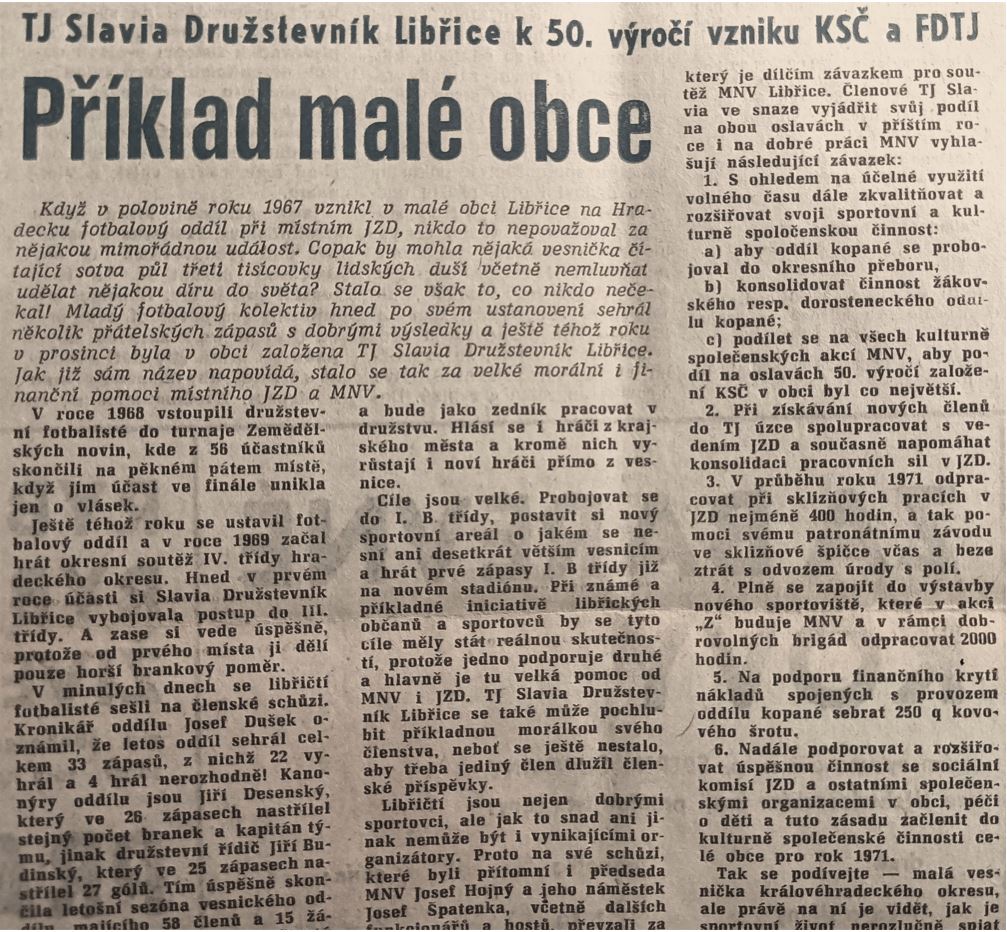 TJ Slavia Družstevník Libřice k 50. výročí vzniku KSČ a FDTJ
Příklad malé obce
Když v polovině roku 1967 vznikl v malé obci Libřice na Hra-
decku fotbalový oddíl při místním JZD, nikdo to nepovažoval za
nějakou mimořádnou událost. Copak by mohla nějaká vesnička čí-
tající sotva půl třetí tisícovky lidských duší včetně nemluvňat
udělat nějakou díru do světa? Stalo se však to, co nikdo neče-
kal! Mladý fotbalový kolektiv hned po svém ustanovení sehrál
několik přátelských zápasů s dobrými výsledky a ještě téhož roku
v prosinci byla v obci založena TJ Slavia Družstevník Libřice.
Jak již sám název napovídá, stalo se tak za velké morální i fi-
nanční pomoci místního JZD a MNV.
V roce 1968 vstoupili družstev-
ní fotbalisté do turnaje Zeměděl-
ských novin, kde z 56 účastníků
skončili na pěkném pátem místě,
když jim účast ve finále unikla
jen o vlásek.
Ještě téhož roku se ustavil fot-
balový oddíl a v roce 1969 začal
hrát okresní soutěž IV. třídy hra-
deckého okresu. Hned v prvém
roce účasti si Slavia Družstevník
Libřice vybojovala postup do III.
třídy. A zase si vede úspěšně,
protože od prvého místa ji dělí
pouze horší brankový poměr.
V minulých dnech se libřičtí
fotbalisté sešli na členské schůzi.
Kronikář oddílu Josef Dušek o-
známil, že letos oddíl sehrál cel-
kem 33 zápasů, z nichž 22 vy-
hrál a 4 hrál nerozhodně! Kano-
nýry oddílu jsou Jiří Desenský,
který ve 26 zápasech nastřílel
stejný počet branek a kapitán tý-
mu, jinak družstevní řidič Jiří Bu-
dinský, který ve 25 zápasech na-
střílel 27 gólů. Tím úspěšně skon-
čila letošní sezóna vesnického od-
dílu, majícího 58 členů a 15 žá-
a bude jako zedník pracovat v
družstvu. Hlásí se i hráči z kraj-
ského města a kromě nich vy-
růstají i noví hráči přímo z ves-
nice.
Cíle jsou velké. Probojovat se
do I. B třídy, postavit si nový
sportovní areál o jakém se ne-
sní ani desetkrát větším vesnicím
a hrát prvé zápasy I. B třídy již
na novém stadiónu. Při známé a
příkladné iniciativě libřických
občanů a sportovců by se tyto
cíle měly stát reálnou skutečnos-
tí, protože jedno podporuje druhé
a hlavně je tu velká pomoc od
MNV i JZD. TJ Slavia Družstev-
ník Libřice se také může pochlu-
bit příkladnou morálkou svého
členstva, neboť se ještě nestalo,
aby třeba jediný člen dlužil člen-
ské příspěvky.
Libřičtí jsou nejen dobrými
sportovci, ale jak to snad ani ji-
nak nemůže být i vynikajícími or-
ganizátory. Proto na své schůzi,
které byli přítomni i předseda
MNV Josef Hojný a jeho náměstek
Josef Špatenka, včetně dalších
funkcionářů a hostů, převzali za
který je dílčím závazkem pro sou-
těž MNV Libřice. Členové TJ Sla-
via ve snaze vyjádřit svůj podíl
na obou oslavách v příštím ro-
ce i na dobré práci MNV vyhla-
šují následující závazek:
1. S ohledem na účelné využití
volného času dále zkvalitňovat a
rozšiřovat svoji sportovní a kul-
turně spoločenskou činnost:
a) aby oddíl kopané se probo-
joval do okresního přeboru,
b) konsolidovat činnost žákov-
ského resp. dorosteneckého oddí-
lu kopané;
c) podílet se na všech kulturně
společenských akcí MNV, aby po-
díl na oslavách 50. výročí založe-
ní KSČ v obci byl co největší.
2. Při získávání nových členů
do TJ úzce spolupracovat s ve-
dením JZD a současně napomáhat
konsolidaci pracovních sil v JZD.
3. V průběhu roku 1971 odpra-
covat při sklizňových pracích v
JZD nejméně 400 hodin, a tak po-
moci svému patronátnímu závodu
ve sklizňové špičce včas a beze
ztrát s odvozem úrody s polí.
4. Plně se zapojit do výstavby
nového sportoviště, které v akci
„Z" buduje MNV a v rámci dob-
rovolných brigád odpracovat 2000
hodin.
5. Na podporu finančního krytí
nákladů spojených s provozem
oddílu kopané sebrat 250 q kovo-
vého šrotu.
6. Nadále podporovat a rozšiřo-
vat úspěšnou činnost se sociální
komisí JZD a ostatními společen-
skými organizacemi v obci, péči
o děti a tuto zásadu začlenit do
kulturně společenské činnosti ce-
lé obce pro rok 1971.
Tak se podívejte — malá ves-
nička královéhradeckého okresu,
ale právě na ní je vidět, jak je
sportovní život nerozlučně spjat